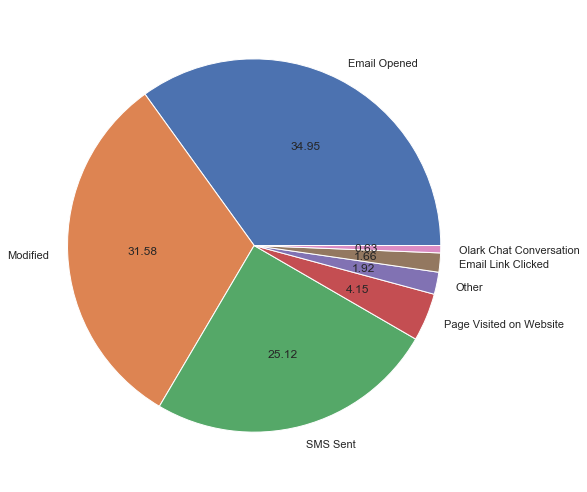 Email Opened
34.95
Modified
31.58
0.63
Olark Chat Conversation
1.66
Email Link Clicked
1.92
Other
4.15
Page Visited on Website
25.12
SMS Sent